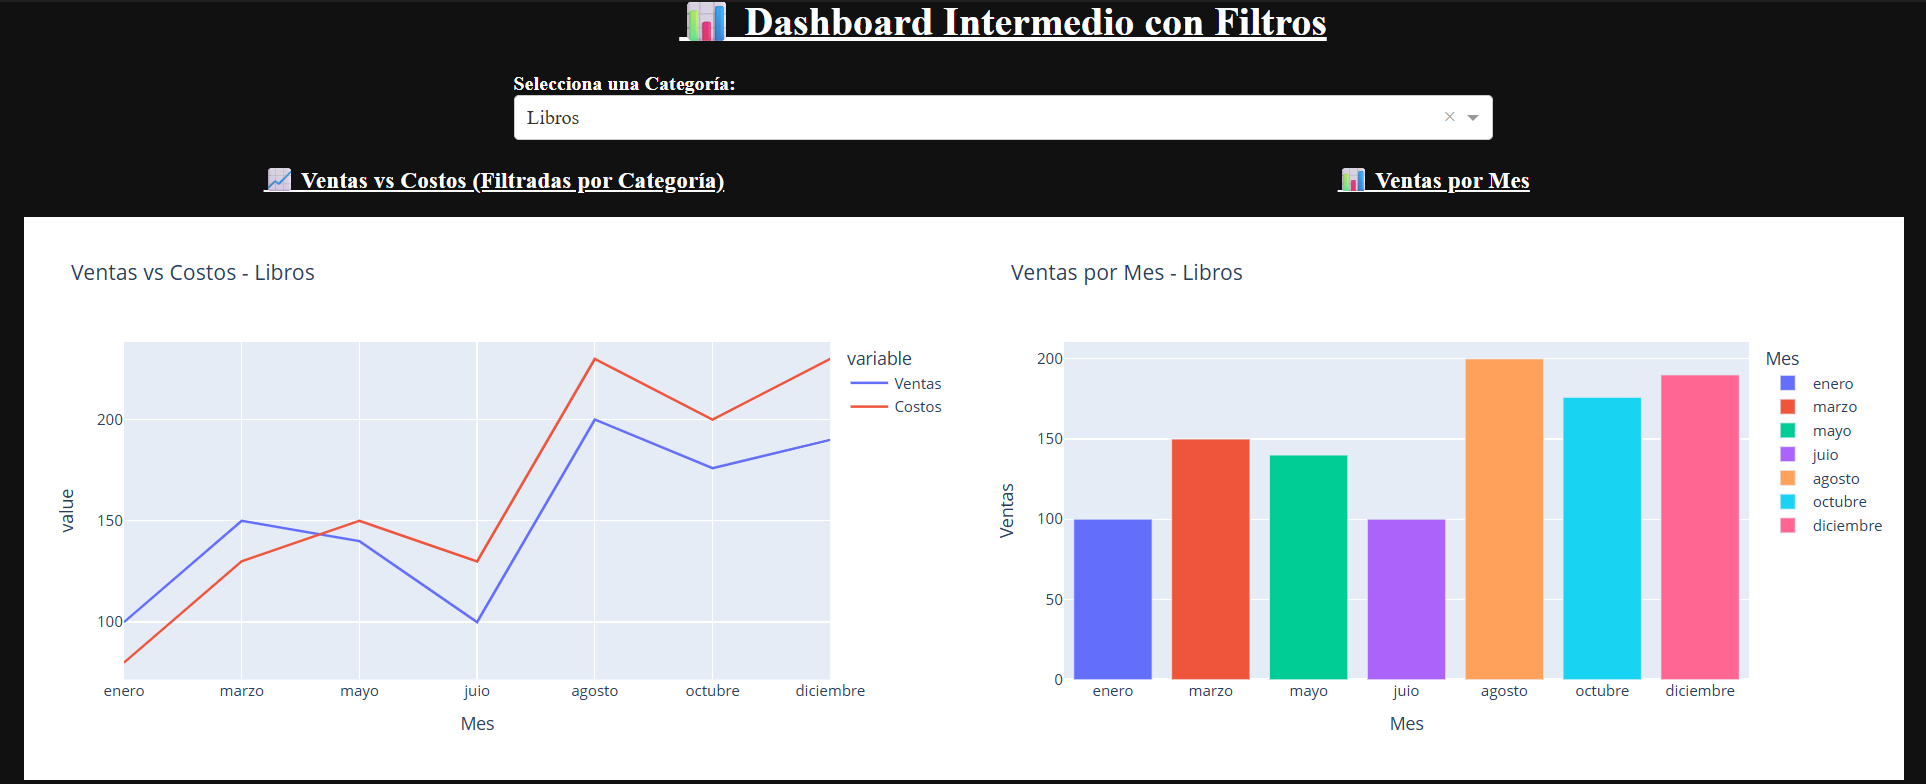 📊 Dashboard Intermedio con Filtros
Selecciona una Categoría:
Libros
📈 Ventas vs Costos (Filtradas por Categoría)
📊 Ventas por Mes
Ventas vs Costos - Libros
value
200
150
100
enero marzo mayo juio agosto octubre diciembre
Mes
variable
Ventas
Costos
Ventas por Mes - Libros
Ventas
200
150
100
50
0
enero marzo mayo juio agosto octubre diciembre
Mes
Mes
enero
marzo
mayo
juio
agosto
octubre
diciembre